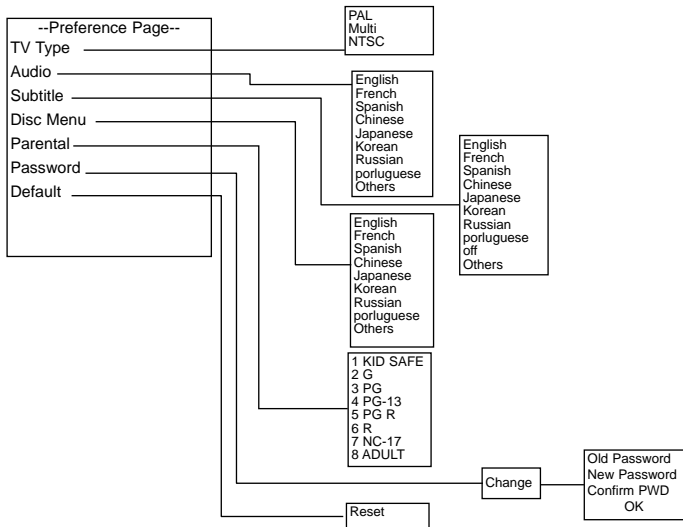 --Preference Page--
TV Type
Audio
Subtitle
Disc Menu
Parental
Password
Default
PAL
Multi
NTSC
English
French
Spanish
Chinese
Japanese
Korean
Russian
porluguese
Others
English
French
Spanish
Chinese
Japanese
Korean
Russian
porluguese
off
Others
English
French
Spanish
Chinese
Japanese
Korean
Russian
porluguese
Others
1 KID SAFE
2 G
3 PG
4 PG-13
5 PG R
6 R
7 NC-17
8 ADULT
Change
Old Password
New Password
Confirm PWD
OK
Reset